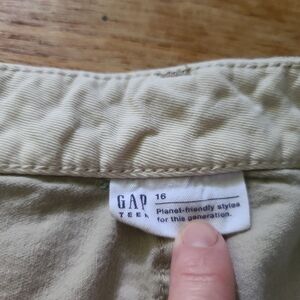 GAP
TEEN
16
Planet-friendly styles
for this generation.